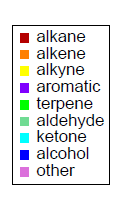 alkane
alkene
alkyne
aromatic
terpene
aldehyde
ketone
alcohol
other